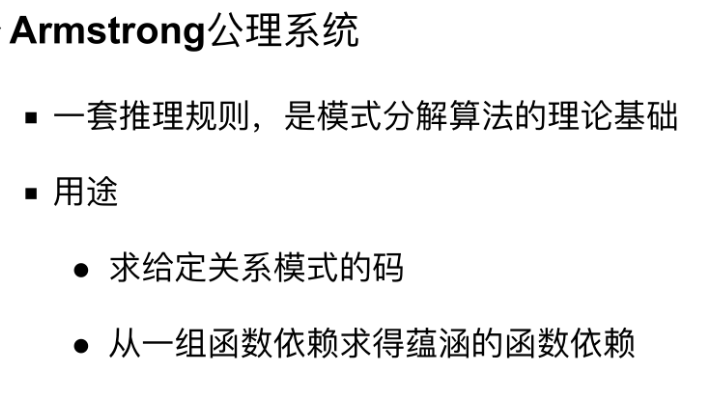 Armstrong公理系统
一套推理规则，是模式分解算法的理论基础
用途
求给定关系模式的码
从一组函数依赖求得蕴涵的函数依赖